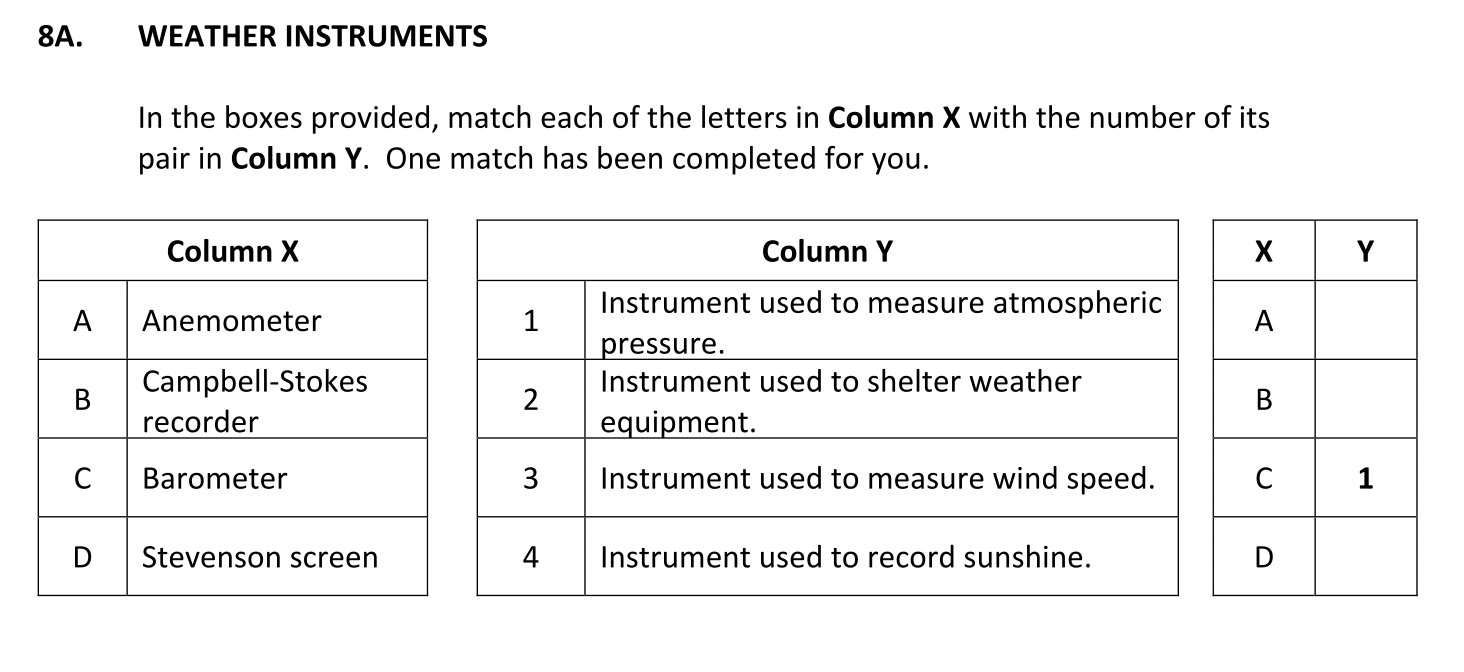 8A. WEATHER INSTRUMENTS
In the boxes provided, match each of the letters in Column X with the number of its
pair in Column Y. One match has been completed for you.
Column X
A Anemometer
B Campbell-Stokes
recorder
C Barometer
D Stevenson screen
Column Y
1 Instrument used to measure atmospheric
pressure.
2 Instrument used to shelter weather
equipment.
3 Instrument used to measure wind speed.
4 Instrument used to record sunshine.
X Y
A
B
C 1
D